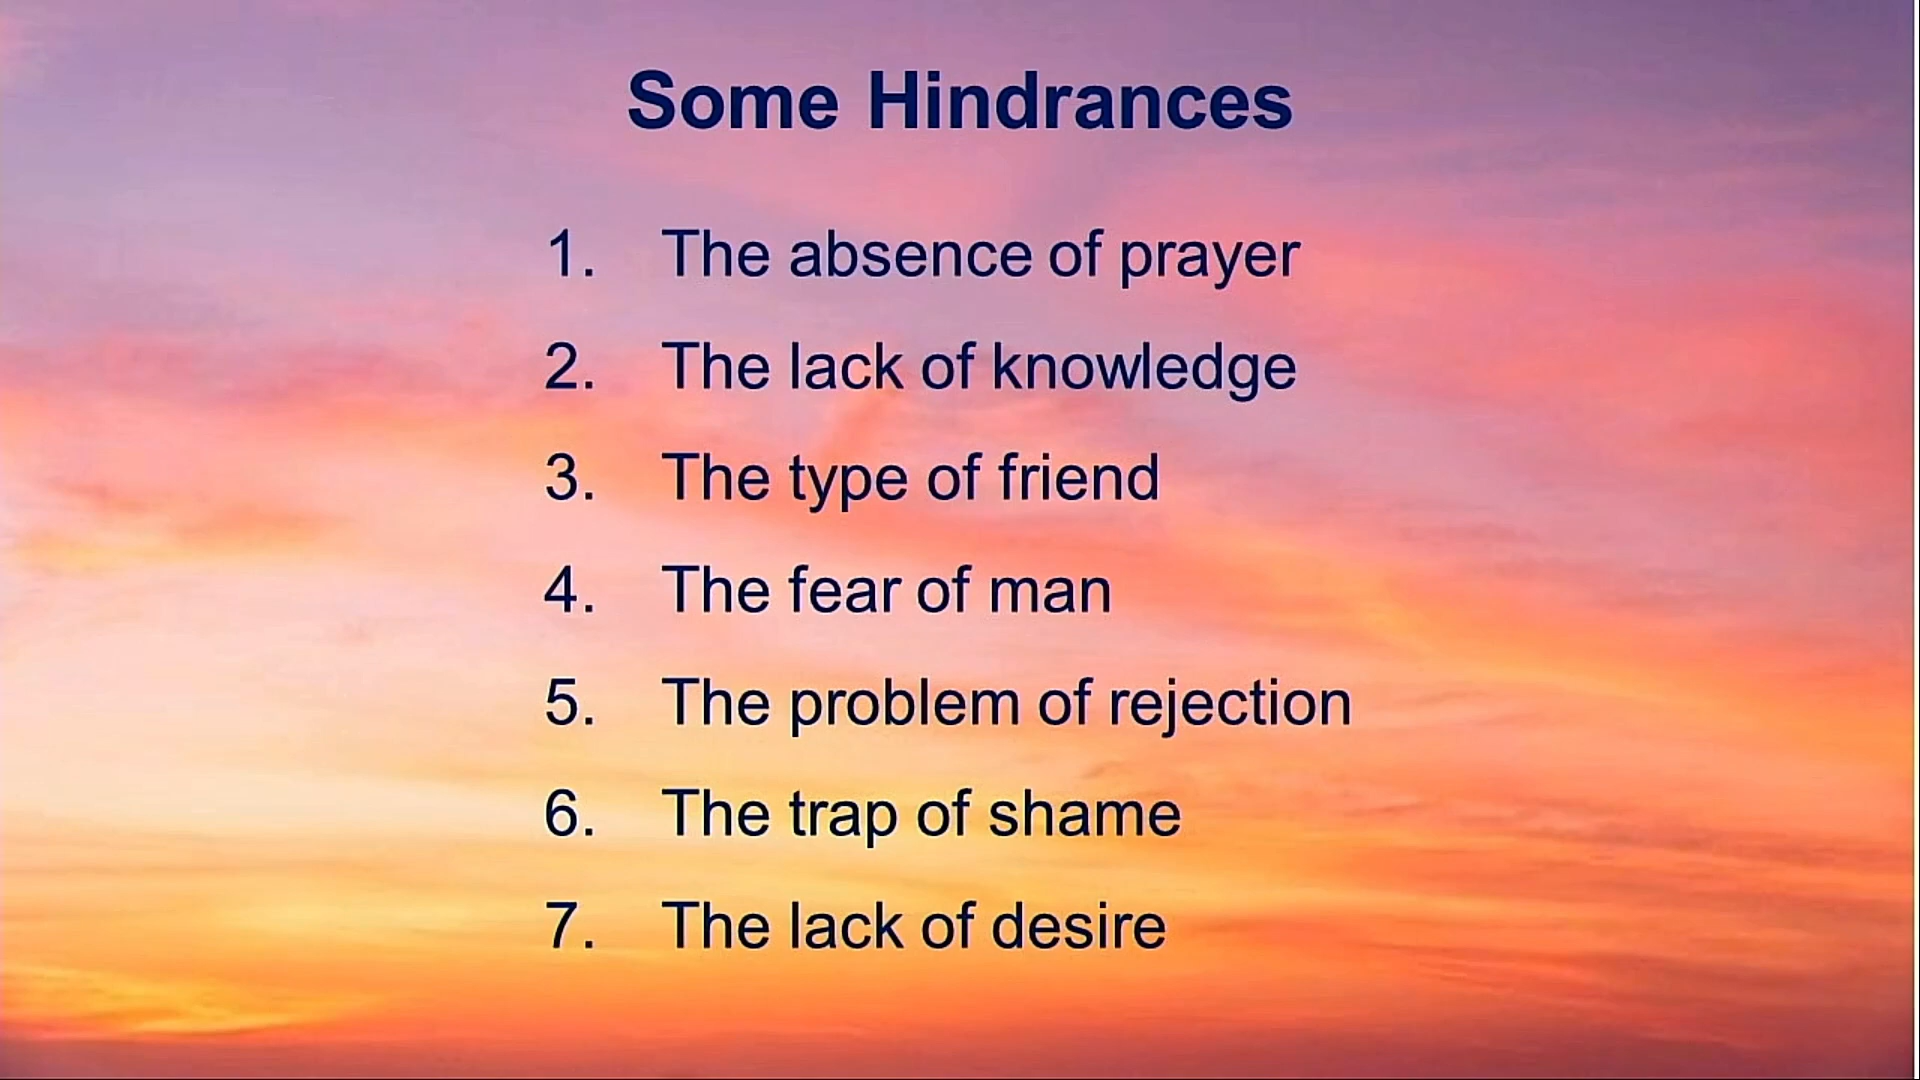 Some Hindrances
1. The absence of prayer
2. The lack of knowledge
3. The type of friend
4. The fear of man
5. The problem of rejection
6. The trap of shame
7. The lack of desire